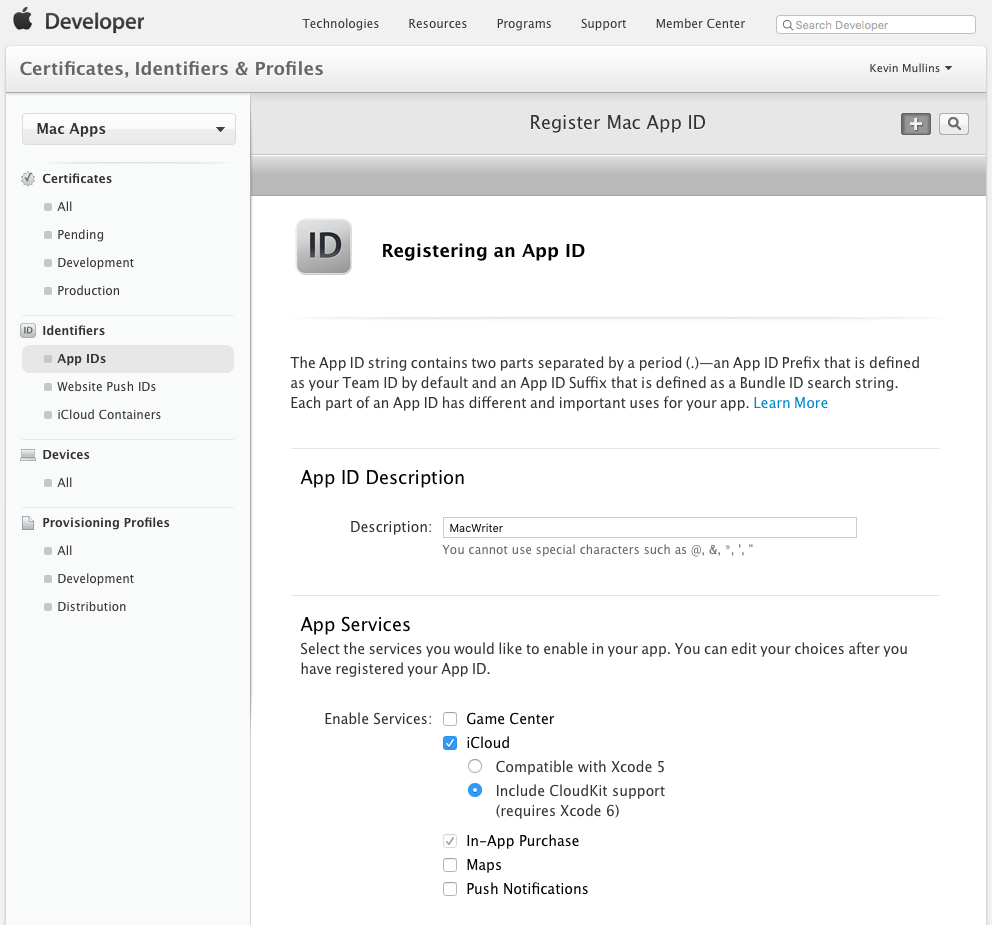 Developer
Technologies Resources Programs Support Member Center
Search Developer
Certificates, Identifiers & Profiles
Kevin Mullins
Mac Apps
Certificates
All
Pending
Development
Production
ID Identifiers
App IDs
Website Push IDs
iCloud Containers
Devices
All
Provisioning Profiles
All
Development
Distribution
Register Mac App ID
ID
Registering an App ID
The App ID string contains two parts separated by a period (.)—an App ID Prefix that is defined
as your Team ID by default and an App ID Suffix that is defined as a Bundle ID search string.
Each part of an App ID has different and important uses for your app. Learn More
App ID Description
Description: MacWriter
You cannot use special characters such as @, &, *, ', "
App Services
Select the services you would like to enable in your app. You can edit your choices after you
have registered your App ID.
Enable Services: Game Center
iCloud
Compatible with Xcode 5
Include CloudKit support
(requires Xcode 6)
In-App Purchase
Maps
Push Notifications